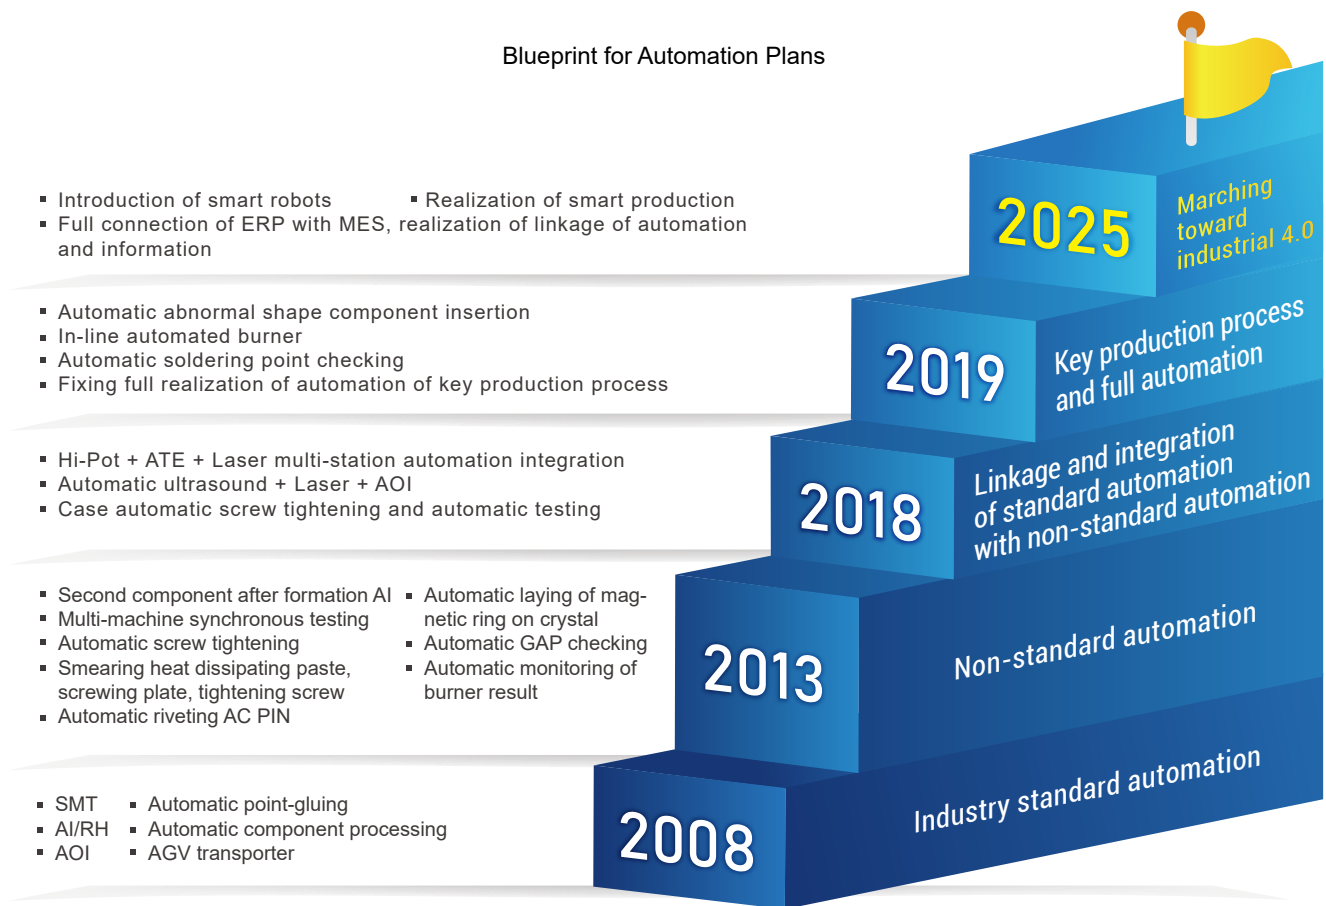 Blueprint for Automation Plans
Introduction of smart robots
Realization of smart production
Full connection of ERP with MES, realization of linkage of automation
and information
2025
Marching
toward
industrial 4.0
Automatic abnormal shape component insertion
In-line automated burner
Automatic soldering point checking
Fixing full realization of automation of key production process
2019
Key production process
and full automation
Hi-Pot + ATE + Laser multi-station automation integration
Automatic ultrasound + Laser + AOI
Case automatic screw tightening and automatic testing
2018
Linkage and integration
of standard automation
with non-standard automation
Second component after formation AI
Multi-machine synchronous testing
Automatic screw tightening
Smearing heat dissipating paste,
screwing plate, tightening screw
Automatic riveting AC PIN
Automatic laying of mag-
netic ring on crystal
Automatic GAP checking
Automatic monitoring of
burner result
2013
Non-standard automation
SMT
AI/RH
AOI
Automatic point-gluing
Automatic component processing
AGV transporter
2008
Industry standard automation